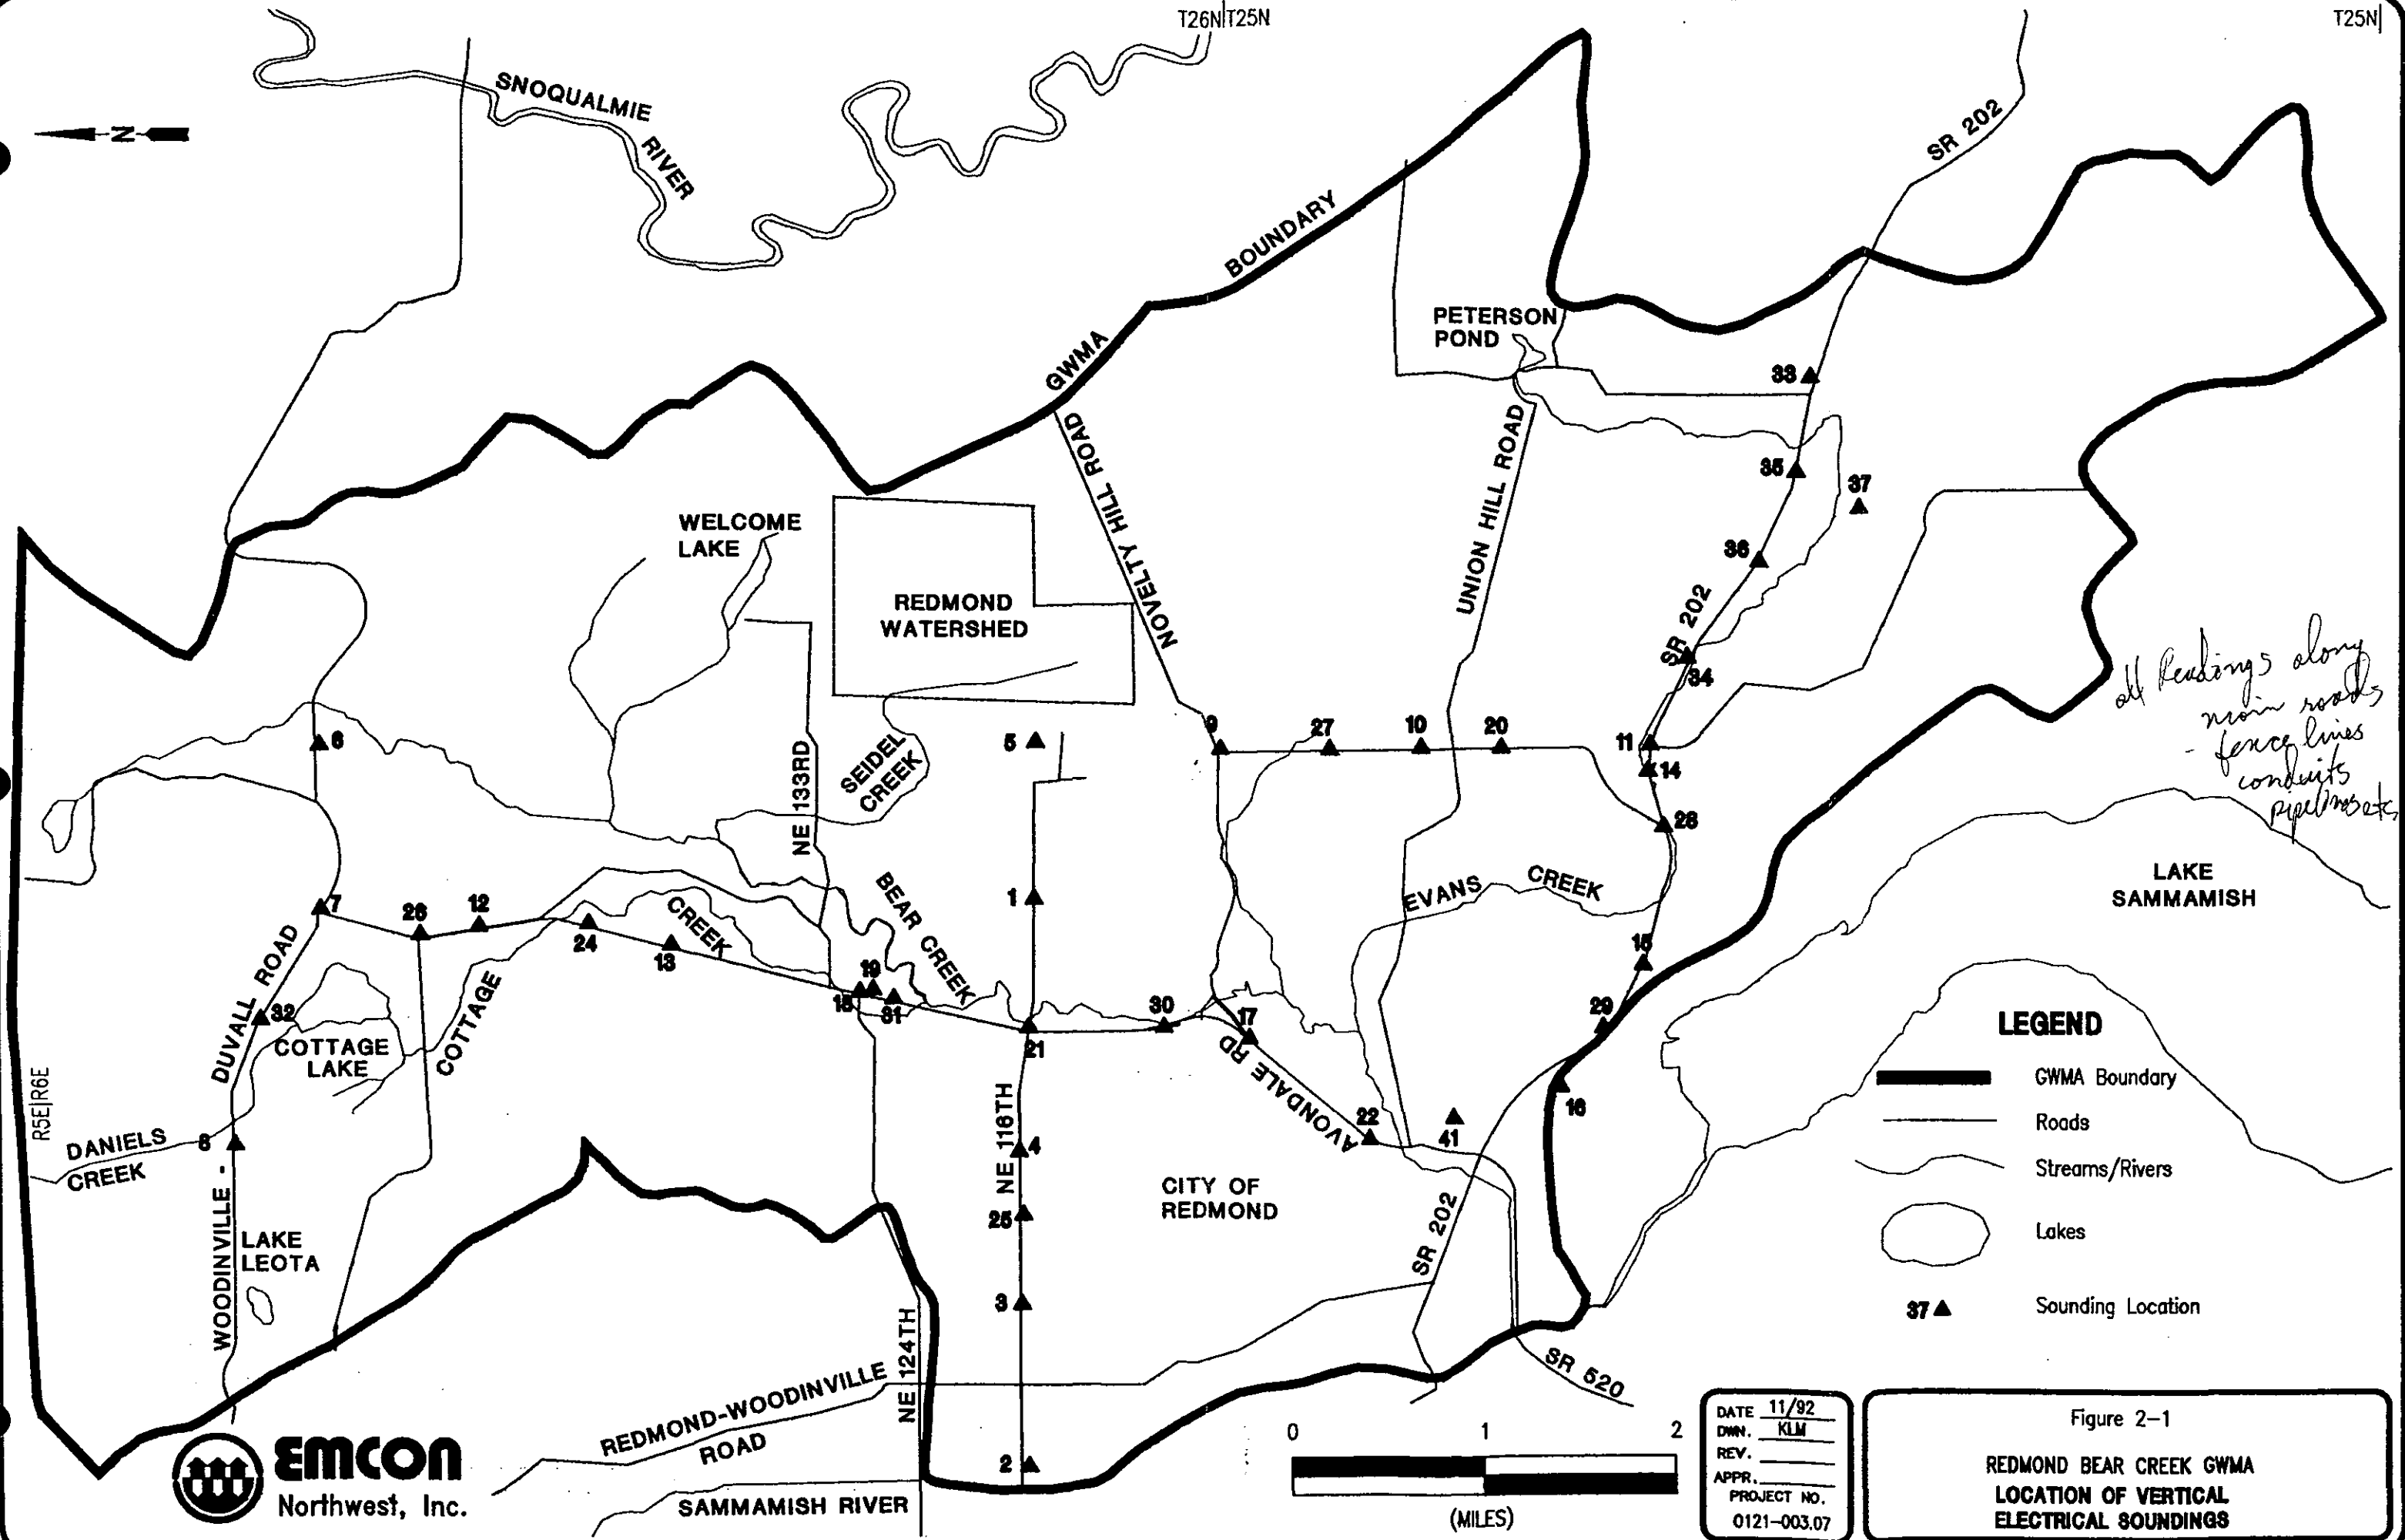 T26N|T25N
T25N|
N
SNOQUALMIE
RIVER
SR 202
GWMA
BOUNDARY
PETERSON
POND
33
35
37
36
SR 202
34
NOVELTY HILL ROAD
UNION HILL ROAD
WELCOME
LAKE
REDMOND
WATERSHED
all Readings along
main roads
- fence lines
conduits
pipelines etc
6
5
9
27
10
20
11
14
28
NE 133RD
SEIDEL
CREEK
BEAR CREEK
1
EVANS
CREEK
LAKE
SAMMAMISH
7
26
12
24
13
CREEK
COTTAGE
18
19
31
21
30
17
15
29
16
DUVALL ROAD
WOODINVILLE -
32
COTTAGE
LAKE
R5E|R6E
DANIELS
CREEK
8
LAKE
LEOTA
NE 116TH
4
25
3
2
AVONDALE RD
22
41
CITY OF
REDMOND
SR 202
SR 520
NE 124TH
REDMOND-WOODINVILLE
ROAD
SAMMAMISH RIVER
LEGEND
GWMA Boundary
Roads
Streams/Rivers
Lakes
37 Sounding Location
EMCON
Northwest, Inc.
0 1 2
(MILES)
DATE 11/92
DWN. KLM
REV.
APPR.
PROJECT NO.
0121-003.07
Figure 2-1
REDMOND BEAR CREEK GWMA
LOCATION OF VERTICAL
ELECTRICAL SOUNDINGS